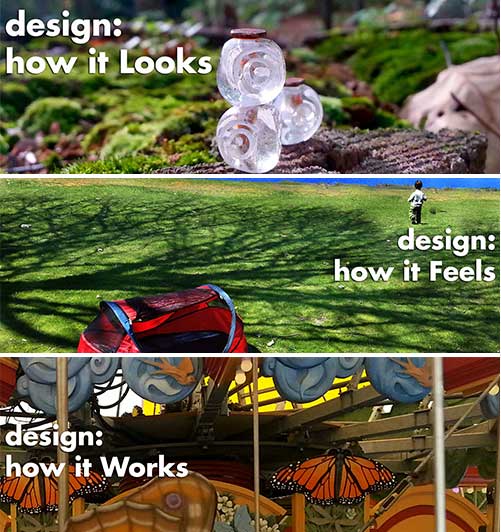 design:
how it Looks
design:
how it Feels
design:
how it Works